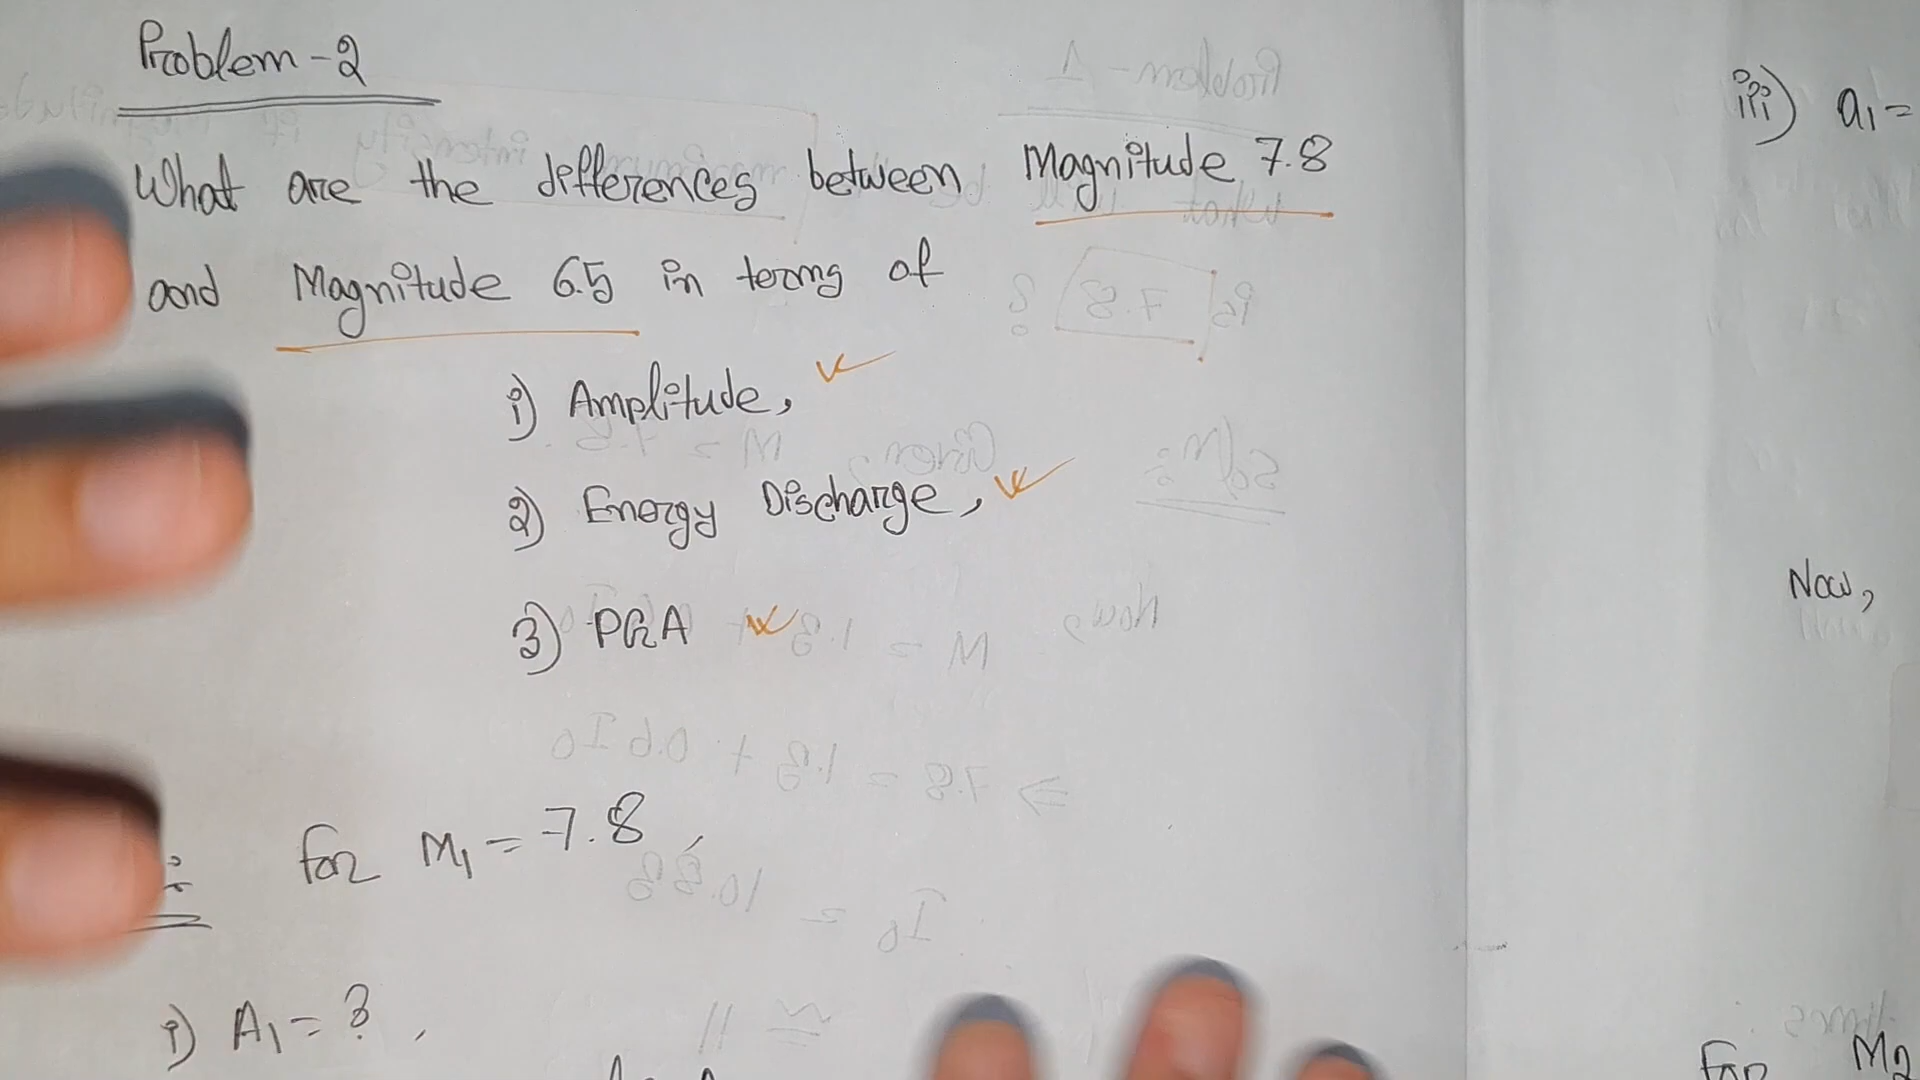 Problem-2
What are the differences between Magnitude 7.8
and Magnitude 6.5 in terms of
i) Amplitude,
2) Energy Discharge,
3) PGA
For M1 = 7.8,
i) A1 = ?,
iii) a1 =
Now,
For M2